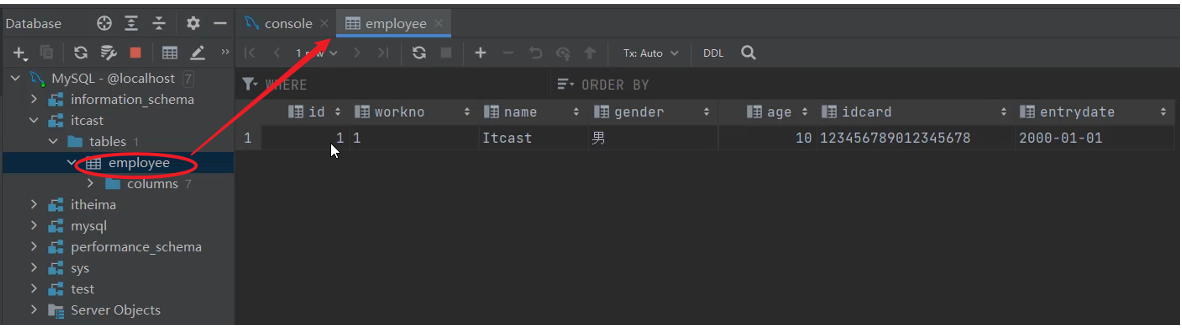 Database
console
employee
1 row
Tx: Auto
DDL
MySQL - @localhost 7
WHERE
ORDER BY
information_schema
id
workno
name
gender
age
idcard
entrydate
itcast
tables 1
1
1
1
Itcast
男
10
123456789012345678
2000-01-01
employee
columns 7
itheima
mysql
performance_schema
sys
test
Server Objects